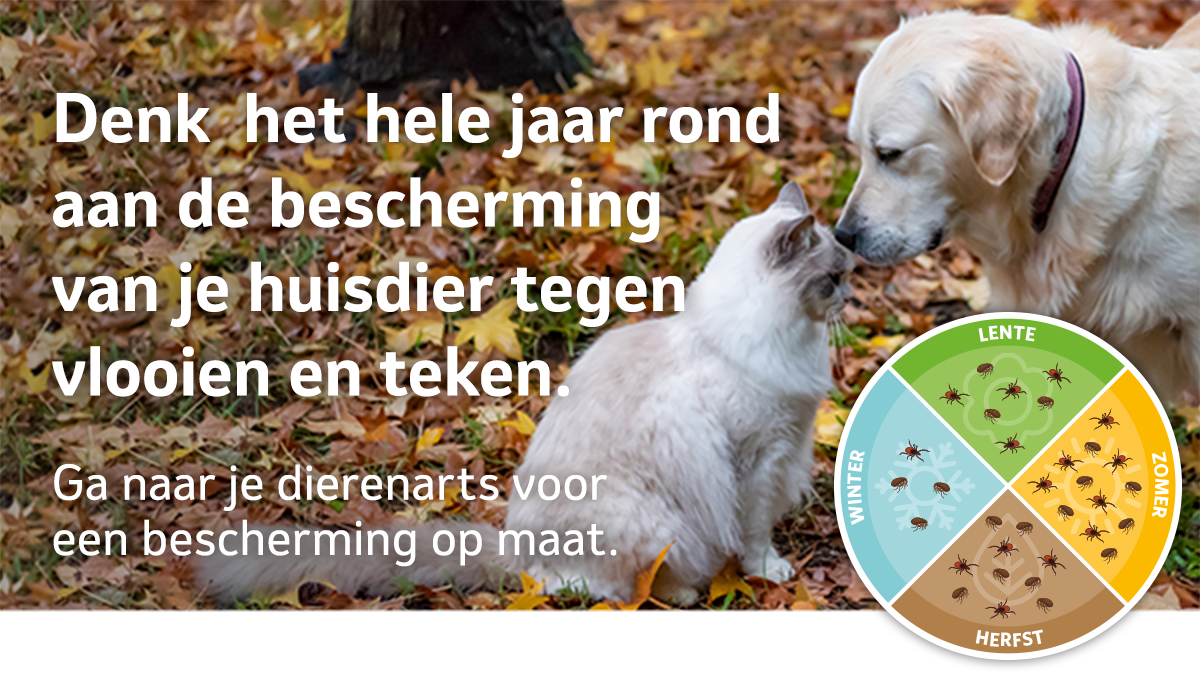 Denk  het hele jaar rond
aan de bescherming
van je huisdier tegen
vlooien en teken.
Ga naar je dierenarts voor
een bescherming op maat.
LENTE
WINTER
ZOMER
HERFST